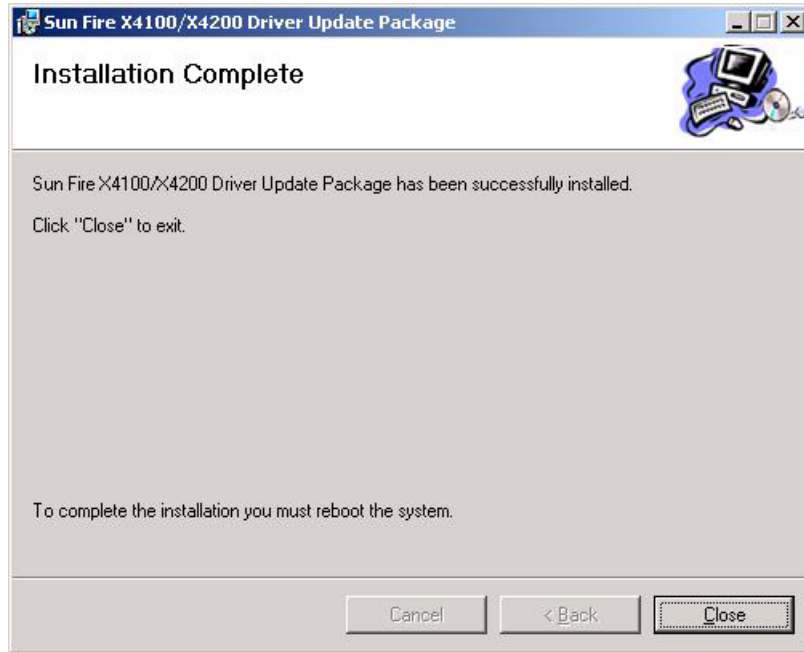 Sun Fire X4100/X4200 Driver Update Package
Installation Complete
Sun Fire X4100/X4200 Driver Update Package has been successfully installed.
Click "Close" to exit.
To complete the installation you must reboot the system.
Cancel < Back Close